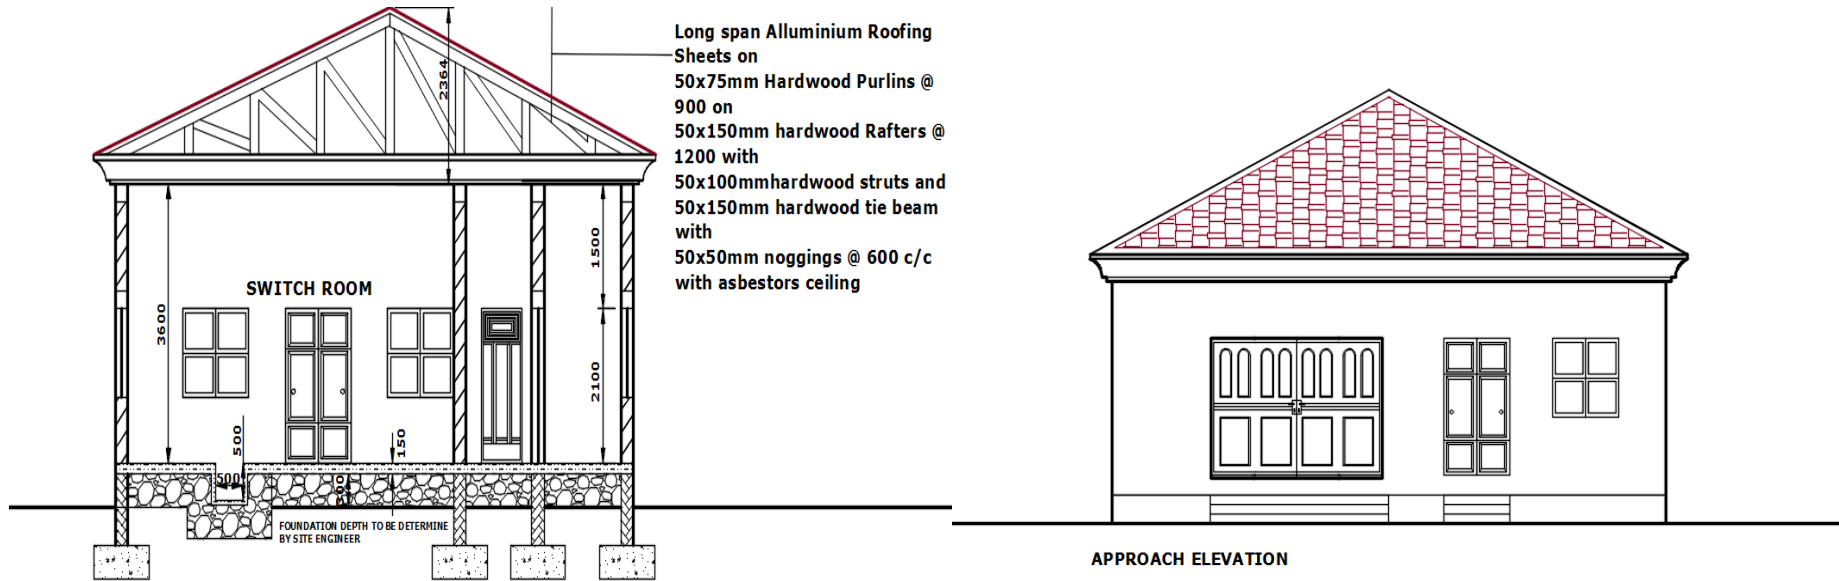 Long span Alluminium Roofing
Sheets on
50x75mm Hardwood Purlins @
900 on
50x150mm hardwood Rafters @
1200 with
50x100mmhardwood struts and
50x150mm hardwood tie beam
with
50x50mm noggings @ 600 c/c
with asbestors ceiling
2364
SWITCH ROOM
3600
1500
2100
500
150
500
300
FOUNDATION DEPTH TO BE DETERMINE
BY SITE ENGINEER
APPROACH ELEVATION